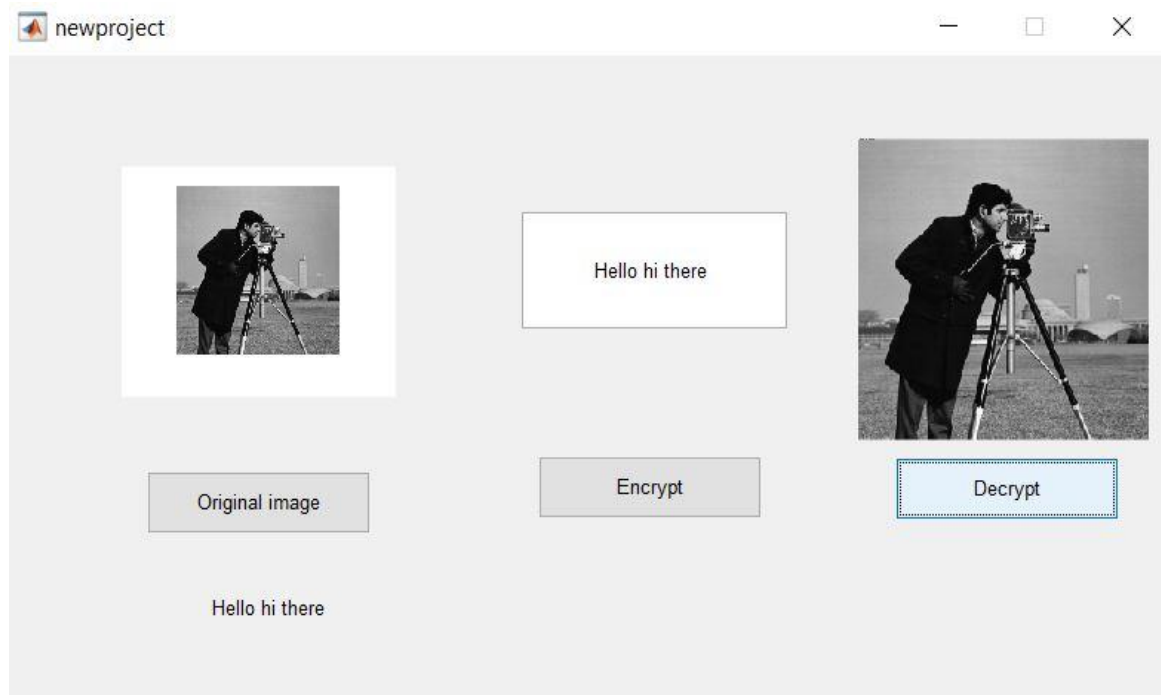 newproject
Hello hi there
Original image
Encrypt
Decrypt
Hello hi there